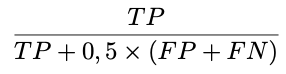 TP
TP + 0,5 × (FP + FN)